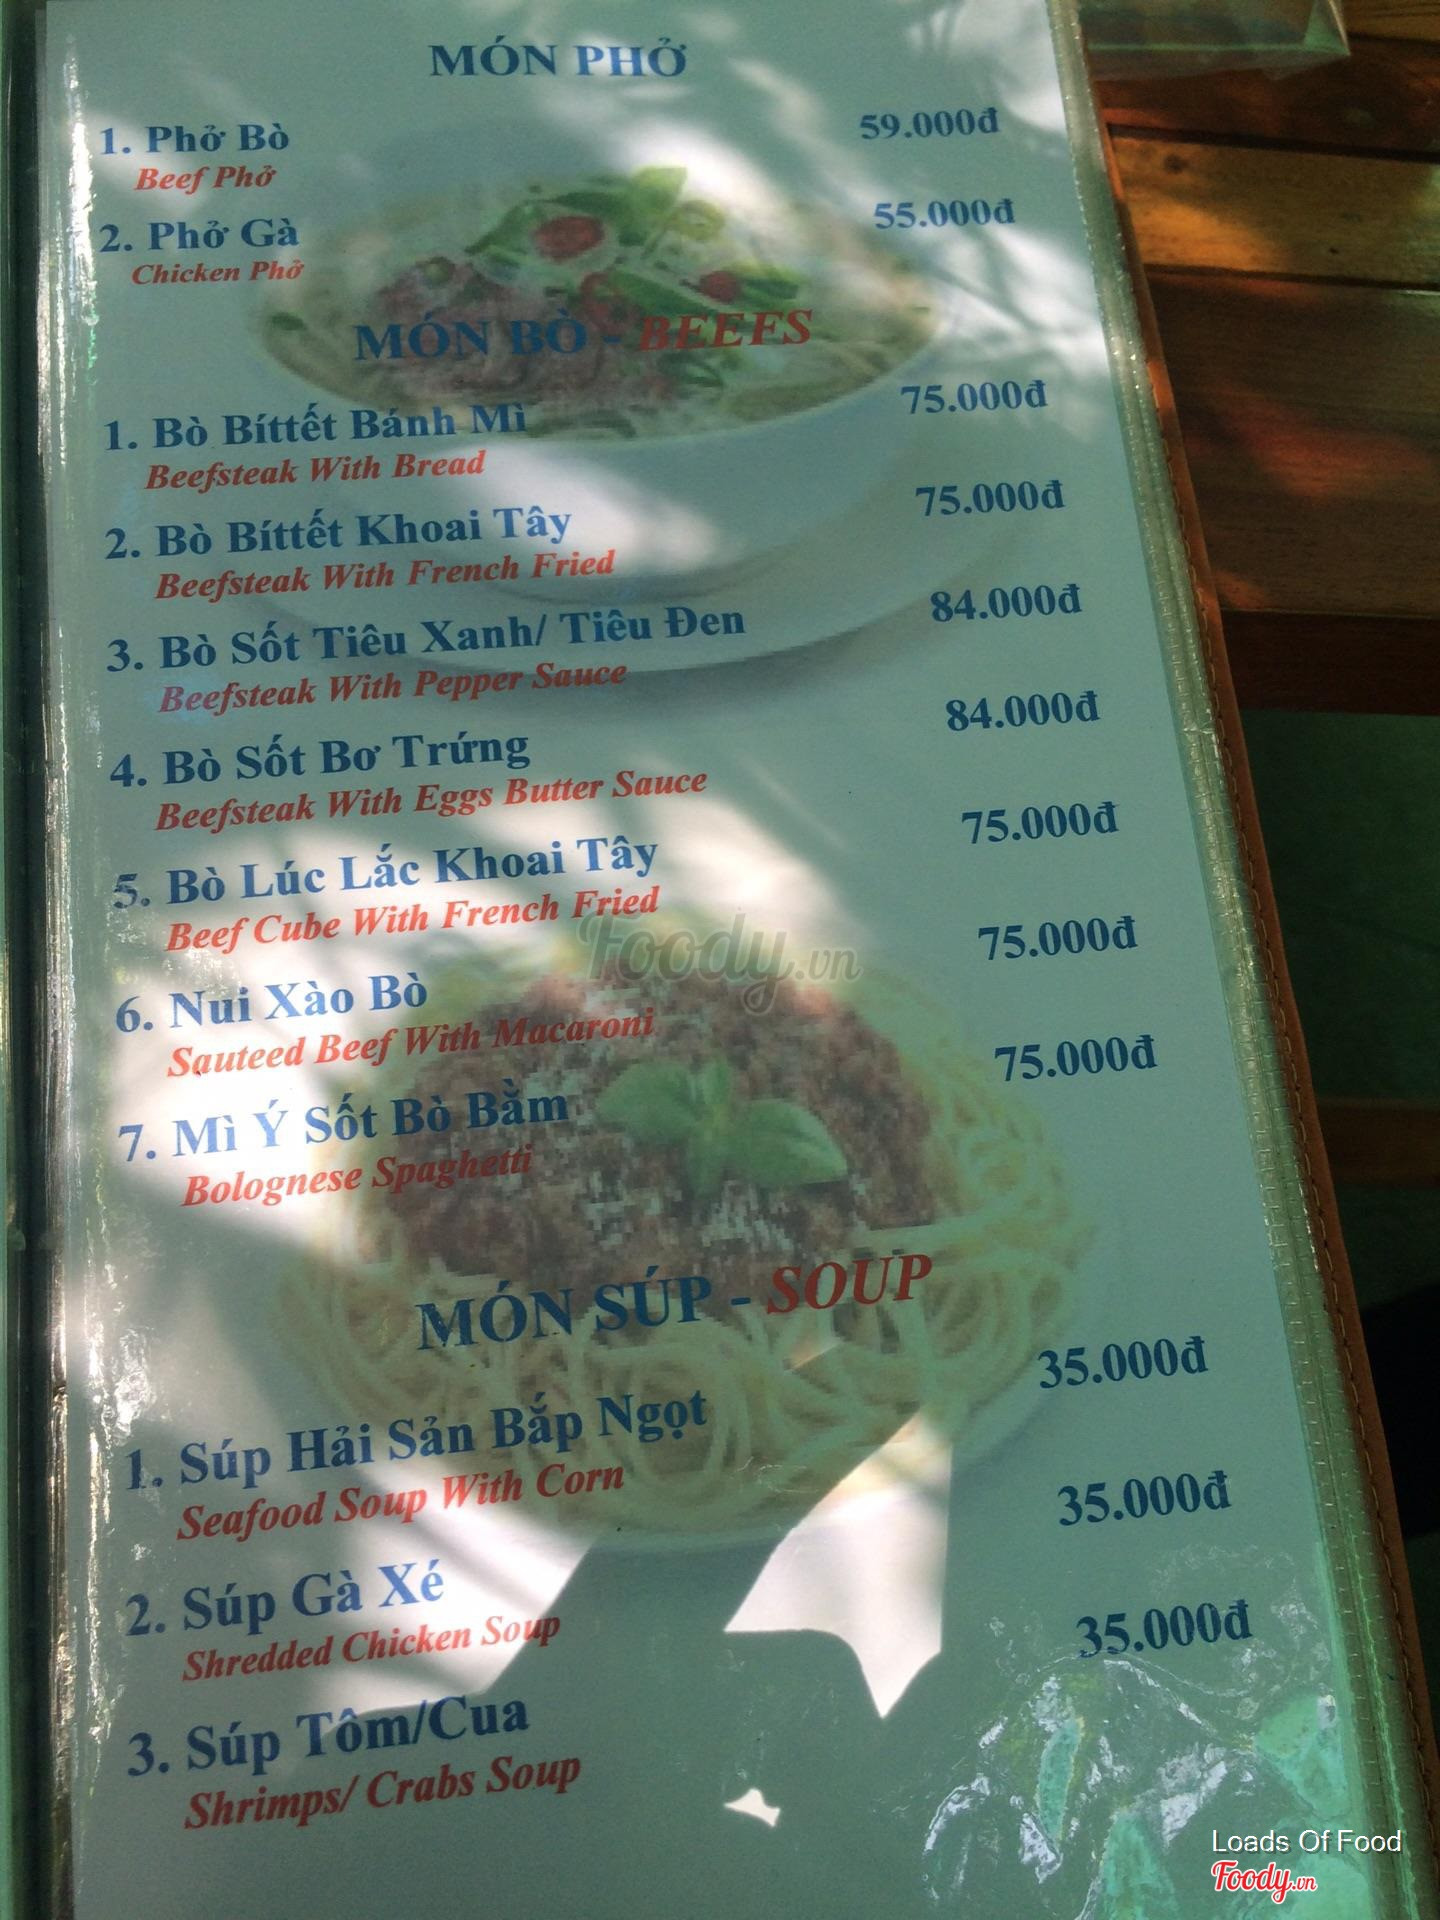 MÓN PHỞ
1. Phở Bò 59.000đ
Beef Phở
2. Phở Gà 55.000đ
Chicken Phở
MÓN BÒ - BEEFS
1. Bò Bíttết Bánh Mì 75.000đ
Beefsteak With Bread
2. Bò Bíttết Khoai Tây 75.000đ
Beefsteak With French Fried
3. Bò Sốt Tiêu Xanh/ Tiêu Đen 84.000đ
Beefsteak With Pepper Sauce
4. Bò Sốt Bơ Trứng 84.000đ
Beefsteak With Eggs Butter Sauce
5. Bò Lúc Lắc Khoai Tây 75.000đ
Beef Cube With French Fried
6. Nui Xào Bò 75.000đ
Sauteed Beef With Macaroni
7. Mì Ý Sốt Bò Bằm 75.000đ
Bolognese Spaghetti
MÓN SÚP - SOUP
1. Súp Hải Sản Bắp Ngọt 35.000đ
Seafood Soup With Corn
2. Súp Gà Xé 35.000đ
Shredded Chicken Soup
3. Súp Tôm/Cua 35.000đ
Shrimps/ Crabs Soup
Foody.vn
Loads Of Food
Foody.vn